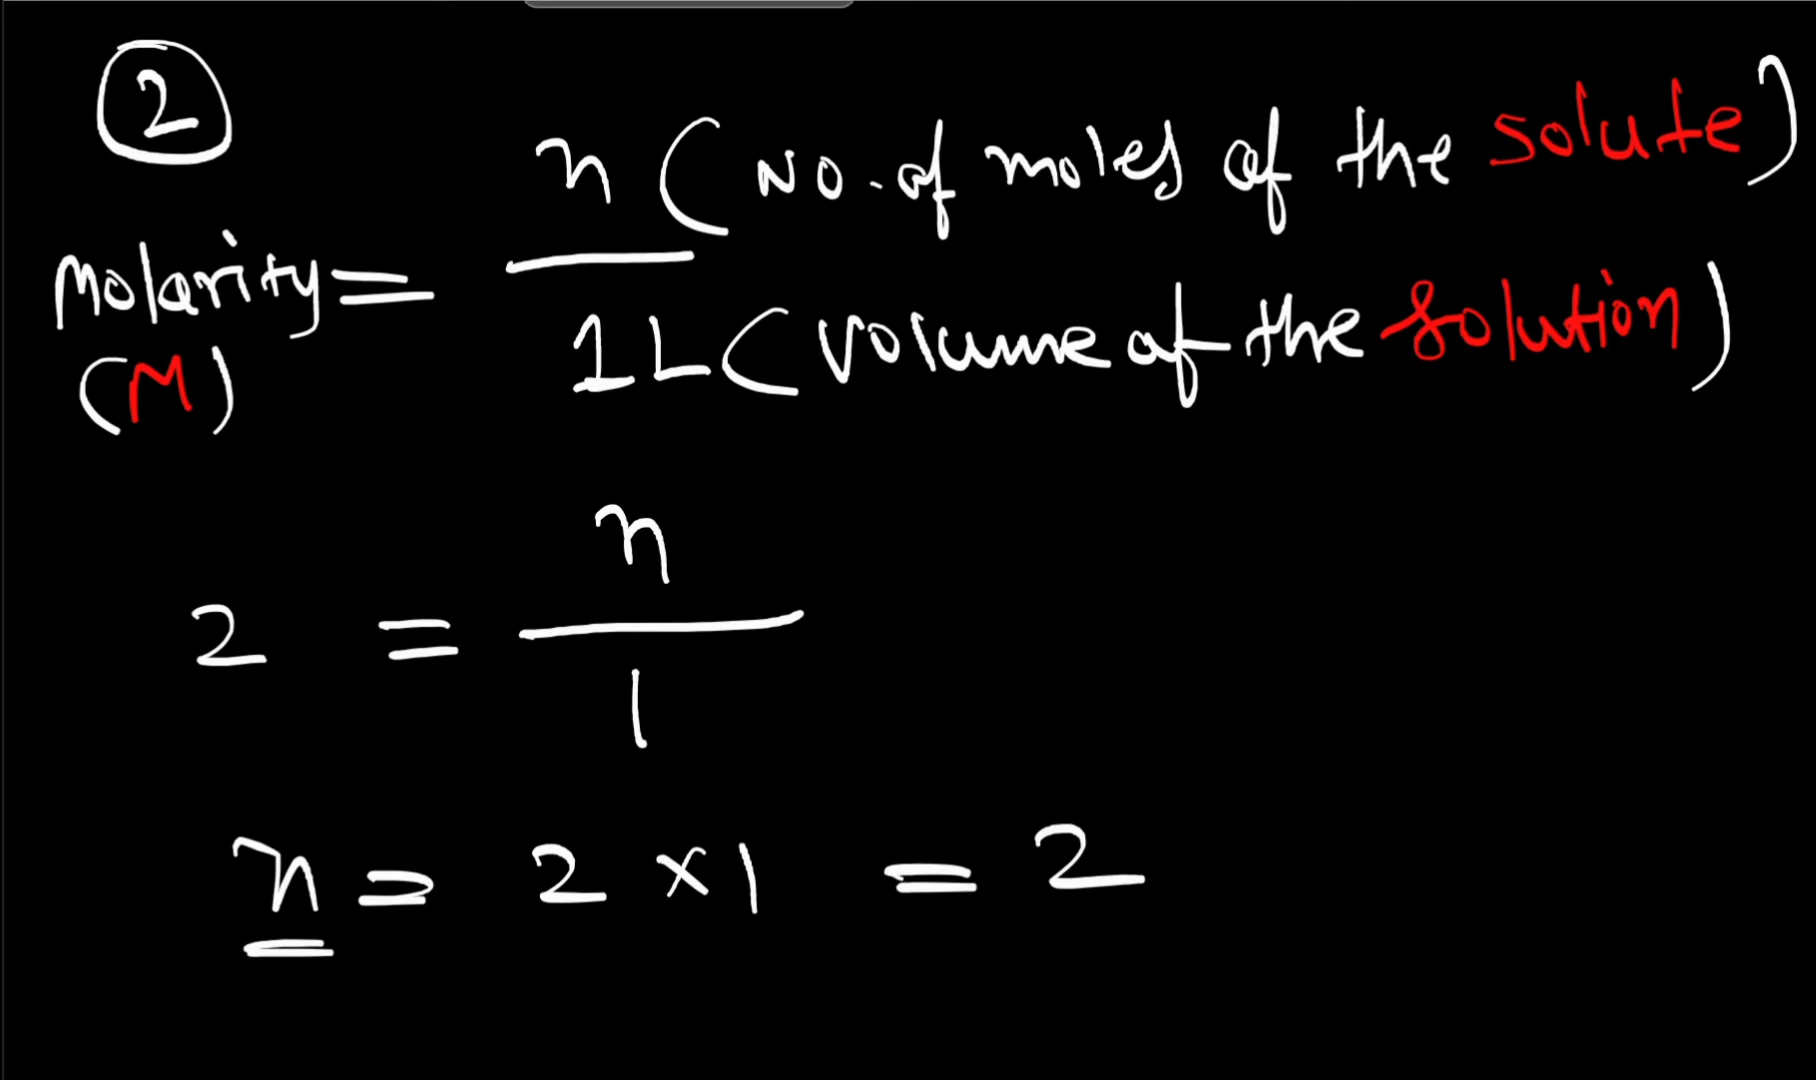 2
n (No. of moles of the solute)
Molarity =
1L (Volume of the solution)
(M)
n
2 =
1
n = 2 × 1 = 2